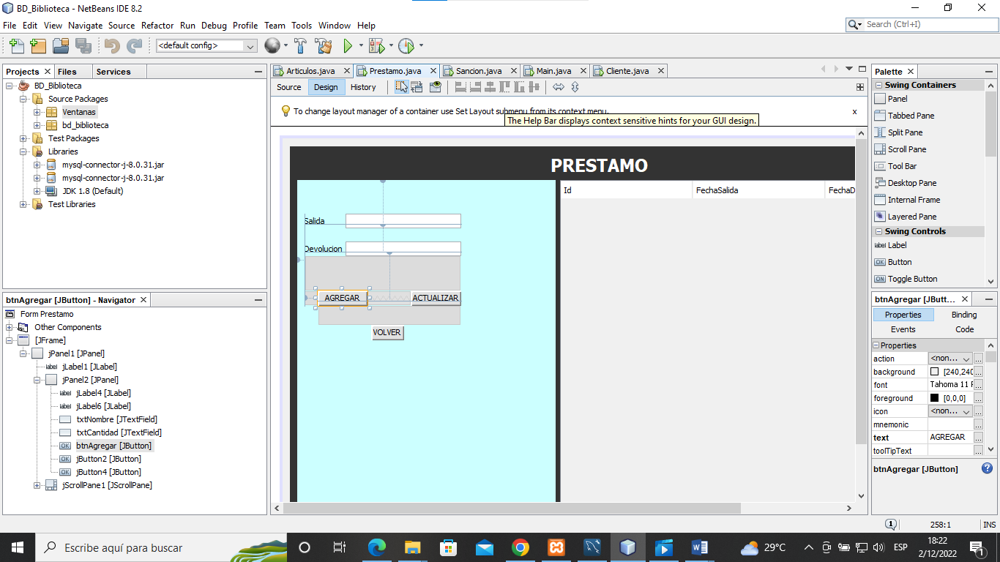 BD_Biblioteca - NetBeans IDE 8.2
File Edit View Navigate Source Refactor Run Debug Profile Team Tools Window Help
Search (Ctrl+I)
<default config>
Projects Files Services
BD_Biblioteca
Source Packages
Ventanas
bd_biblioteca
Test Packages
Libraries
mysql-connector-j-8.0.31.jar
mysql-connector-j-8.0.31.jar
JDK 1.8 (Default)
Test Libraries
btnAgregar [JButton] - Navigator
Form Prestamo
Other Components
[JFrame]
jPanel1 [JPanel]
jLabel1 [JLabel]
jPanel2 [JPanel]
jLabel4 [JLabel]
jLabel6 [JLabel]
txtNombre [JTextField]
txtCantidad [JTextField]
btnAgregar [JButton]
jButton2 [JButton]
jButton4 [JButton]
jScrollPane1 [JScrollPane]
Articulos.java Prestamo.java Sancion.java Main.java Cliente.java
Source Design History
To change layout manager of a container use Set Layout submenu from its context menu.
The Help Bar displays context sensitive hints for your GUI design.
x
PRESTAMO
Id FechaSalida FechaD
Salida
Devolucion
AGREGAR ACTUALIZAR
VOLVER
Palette
Swing Containers
Panel
Tabbed Pane
Split Pane
Scroll Pane
Tool Bar
Desktop Pane
Internal Frame
Layered Pane
Swing Controls
Label
OK Button
ON Toggle Button
btnAgregar [JButt...
Properties Binding
Events Code
Properties
action <non...
background [240,240
font Tahoma 11
foreground [0,0,0]
icon <non...
mnemonic
text AGREGAR
toolTipText
btnAgregar [JButton]
1 258:1 INS
Escribe aquí para buscar
29°C
ESP
18:22
2/12/2022
1